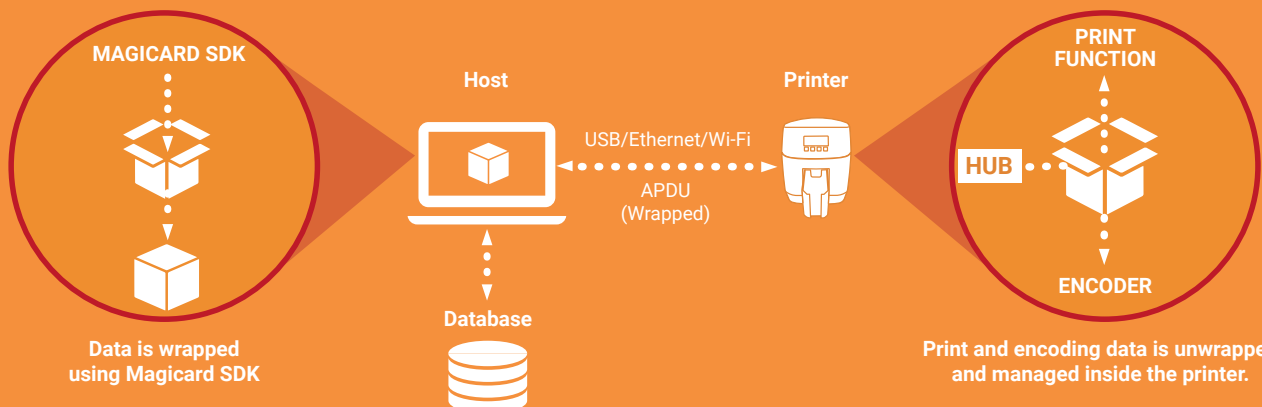 MAGICARD SDK
Data is wrapped
using Magicard SDK
Host
Database
USB/Ethernet/Wi-Fi
APDU
(Wrapped)
Printer
PRINT
FUNCTION
HUB
ENCODER
Print and encoding data is unwrappe
and managed inside the printer.